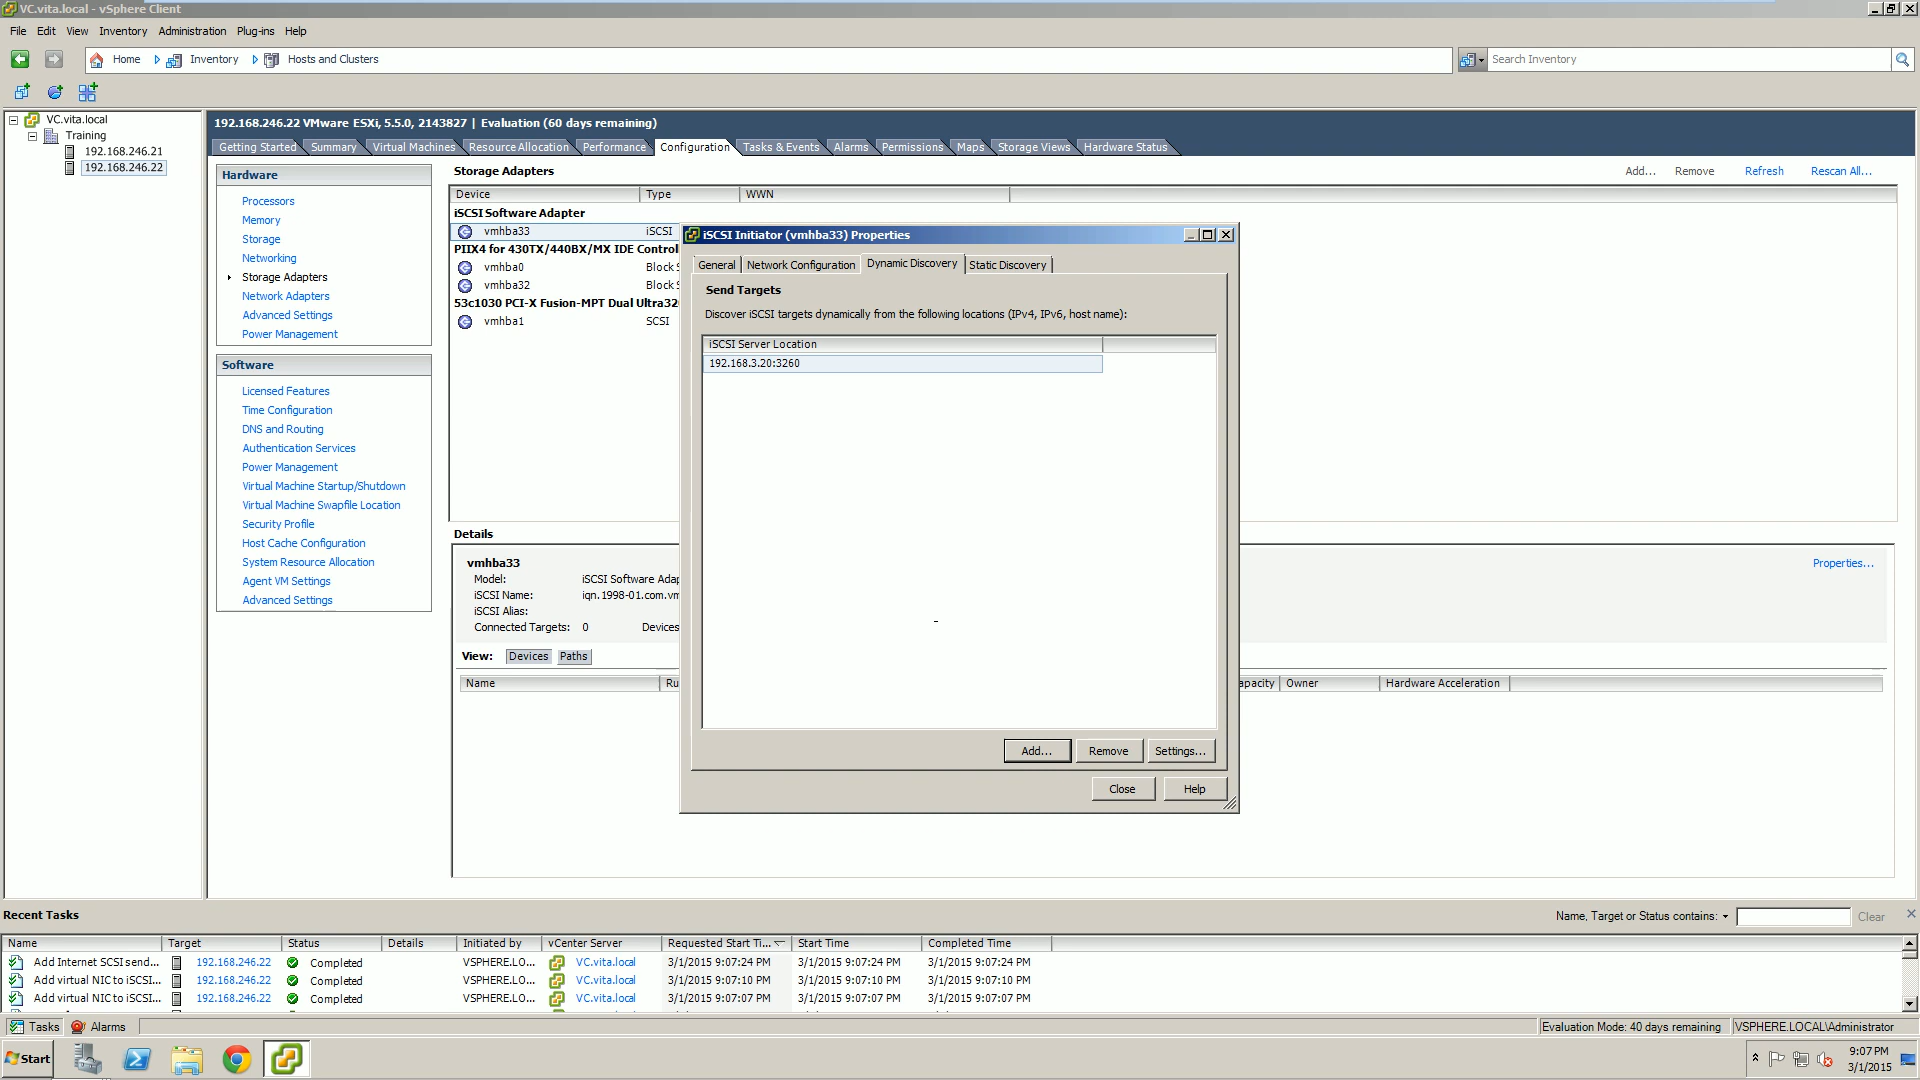 VC.vita.local - vSphere Client
File Edit View Inventory Administration Plug-ins Help
Home Inventory Hosts and Clusters
Search Inventory
VC.vita.local
Training
192.168.246.21
192.168.246.22
192.168.246.22 VMware ESXi, 5.5.0, 2143827 | Evaluation (60 days remaining)
Getting Started Summary Virtual Machines Resource Allocation Performance Configuration Tasks & Events Alarms Permissions Maps Storage Views Hardware Status
Hardware
Processors
Memory
Storage
Networking
Storage Adapters
Network Adapters
Advanced Settings
Power Management
Software
Licensed Features
Time Configuration
DNS and Routing
Authentication Services
Power Management
Virtual Machine Startup/Shutdown
Virtual Machine Swapfile Location
Security Profile
Host Cache Configuration
System Resource Allocation
Agent VM Settings
Advanced Settings
Storage Adapters
Add... Remove Refresh Rescan All...
Device Type WWN
iSCSI Software Adapter
vmhba33 iSCSI
PIIX4 for 430TX/440BX/MX IDE Control
vmhba0 Block
vmhba32 Block
53c1030 PCI-X Fusion-MPT Dual Ultra32
vmhba1 SCSI
Details
vmhba33
Model: iSCSI Software Adap
iSCSI Name: iqn.1998-01.com.vm
iSCSI Alias:
Connected Targets: 0 Devices
Properties...
View: Devices Paths
Name Ru apacity Owner Hardware Acceleration
iSCSI Initiator (vmhba33) Properties
General Network Configuration Dynamic Discovery Static Discovery
Send Targets
Discover iSCSI targets dynamically from the following locations (IPv4, IPv6, host name):
iSCSI Server Location
192.168.3.20:3260
Add... Remove Settings...
Close Help
Recent Tasks
Name, Target or Status contains: Clear
Name Target Status Details Initiated by vCenter Server Requested Start Ti... Start Time Completed Time
Add Internet SCSI send... 192.168.246.22 Completed VSPHERE.LO... VC.vita.local 3/1/2015 9:07:24 PM 3/1/2015 9:07:24 PM 3/1/2015 9:07:24 PM
Add virtual NIC to iSCSI... 192.168.246.22 Completed VSPHERE.LO... VC.vita.local 3/1/2015 9:07:10 PM 3/1/2015 9:07:10 PM 3/1/2015 9:07:10 PM
Add virtual NIC to iSCSI... 192.168.246.22 Completed VSPHERE.LO... VC.vita.local 3/1/2015 9:07:07 PM 3/1/2015 9:07:07 PM 3/1/2015 9:07:07 PM
Tasks Alarms
Evaluation Mode: 40 days remaining VSPHERE.LOCAL\Administrator
Start
9:07 PM
3/1/2015